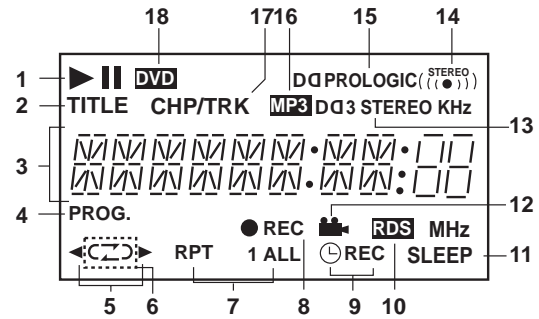 18 17 16 15 14
1 DVD DD PROLOGIC STEREO
2 TITLE CHP/TRK MP3 DD 3 STEREO KHz
13
3
4 PROG.
12
REC RDS MHz
RPT 1 ALL REC SLEEP 11
5 6 7 8 9 10